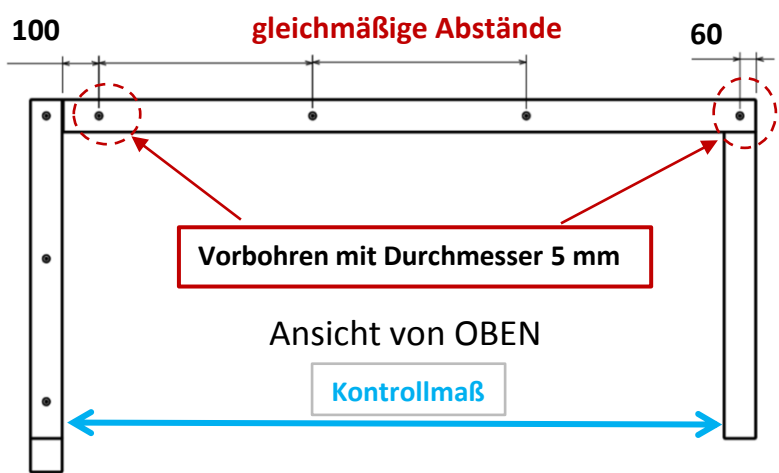 100
gleichmäßige Abstände
60
Vorbohren mit Durchmesser 5 mm
Ansicht von OBEN
Kontrollmaß